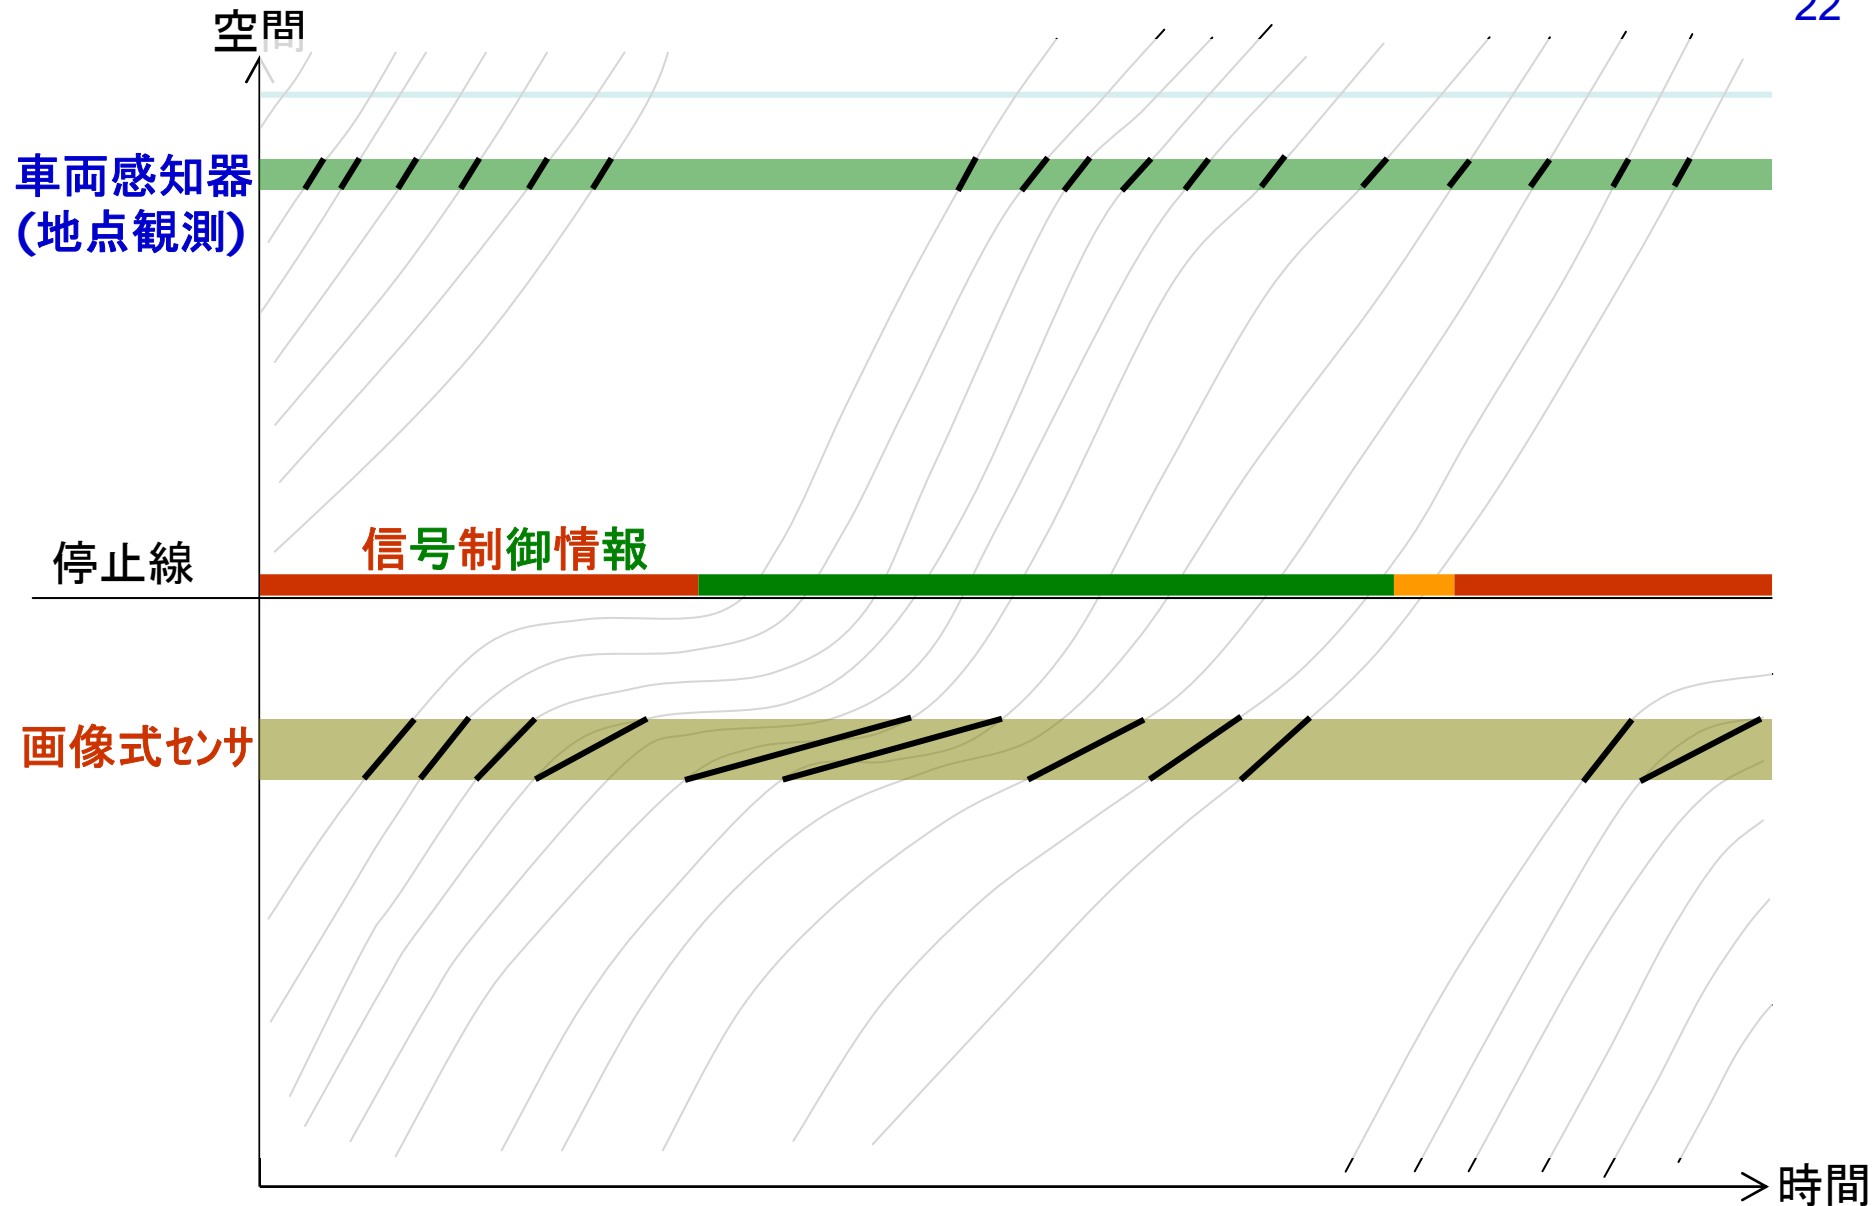 22
空間
車両感知器
(地点観測)
信号制御情報
停止線
画像式ｾﾝｻ
時間